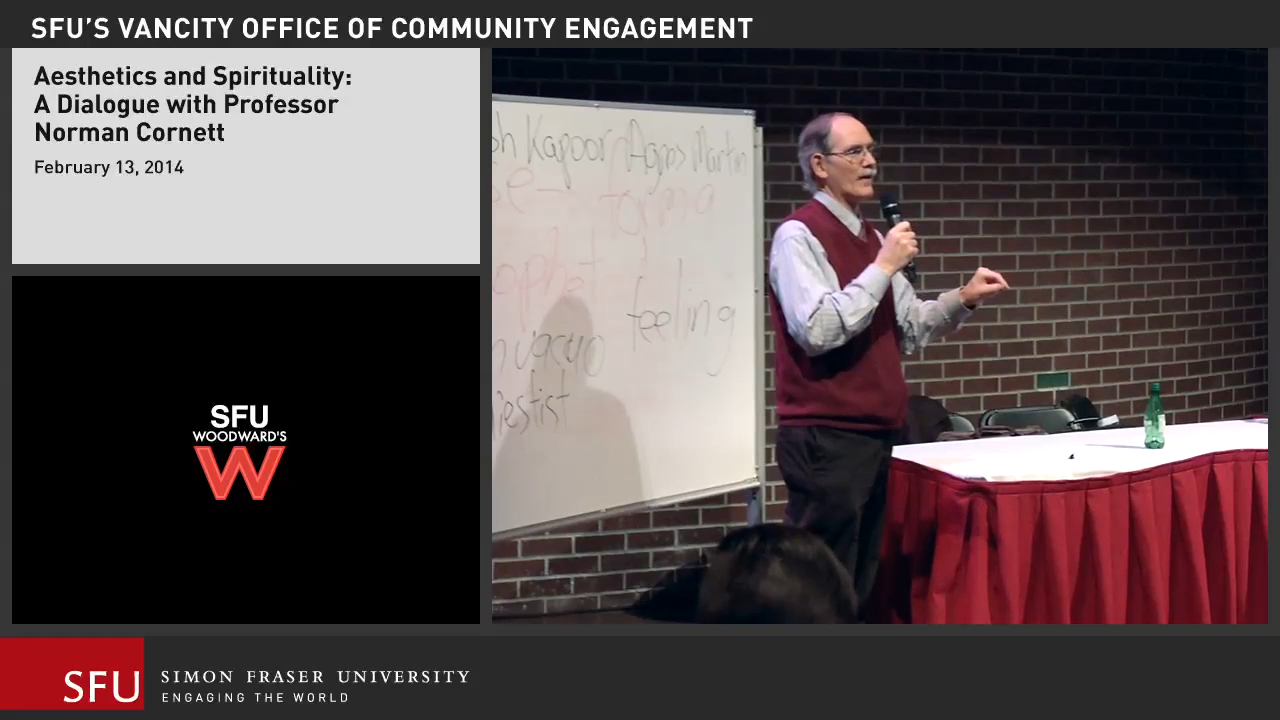 SFU'S VANCITY OFFICE OF COMMUNITY ENGAGEMENT
Aesthetics and Spirituality:
A Dialogue with Professor
Norman Cornett
February 13, 2014
Kapoor Agnes Martin
feeling
SFU
WOODWARD'S
W
SFU
SIMON FRASER UNIVERSITY
ENGAGING THE WORLD